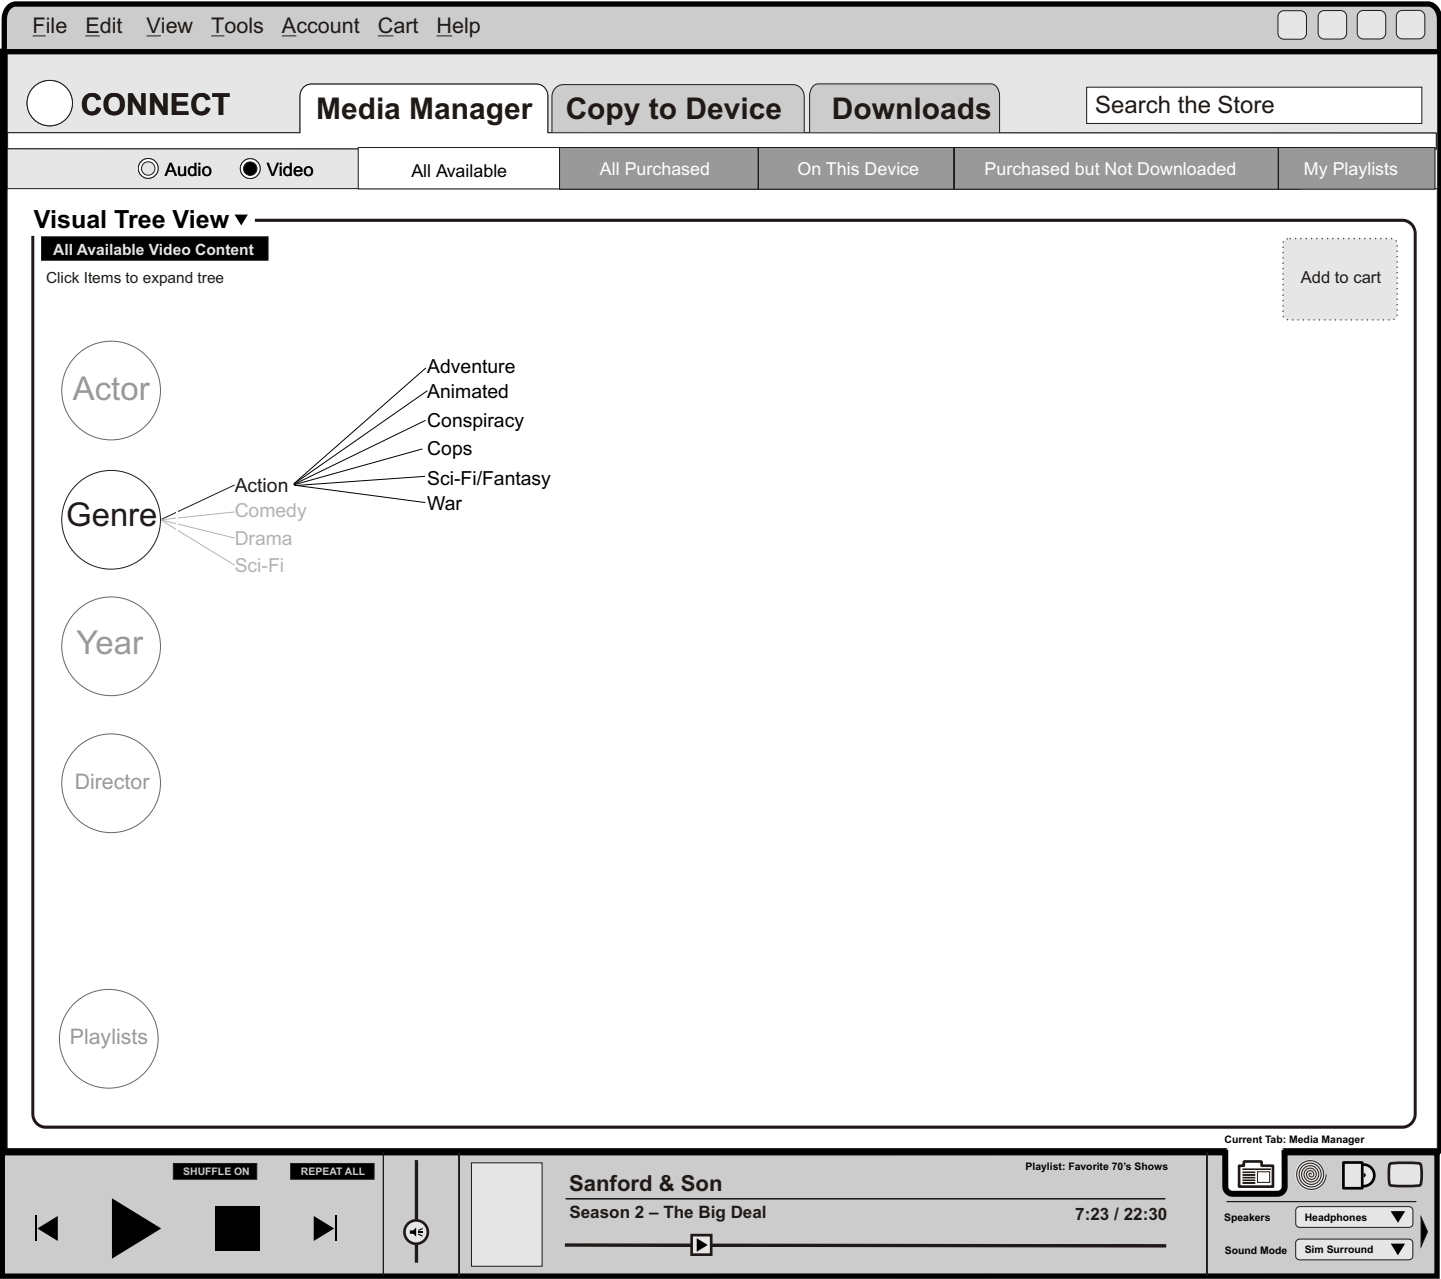 File Edit View Tools Account Cart Help
CONNECT
Media Manager
Copy to Device
Downloads
Search the Store
Audio
Video
All Available
All Purchased
On This Device
Purchased but Not Downloaded
My Playlists
Visual Tree View
All Available Video Content
Click Items to expand tree
Add to cart
Actor
Genre
Action
Comedy
Drama
Sci-Fi
Adventure
Animated
Conspiracy
Cops
Sci-Fi/Fantasy
War
Year
Director
Playlists
Current Tab: Media Manager
SHUFFLE ON
REPEAT ALL
Playlist: Favorite 70's Shows
Sanford & Son
Season 2 – The Big Deal
7:23 / 22:30
Speakers
Headphones
Sound Mode
Sim Surround